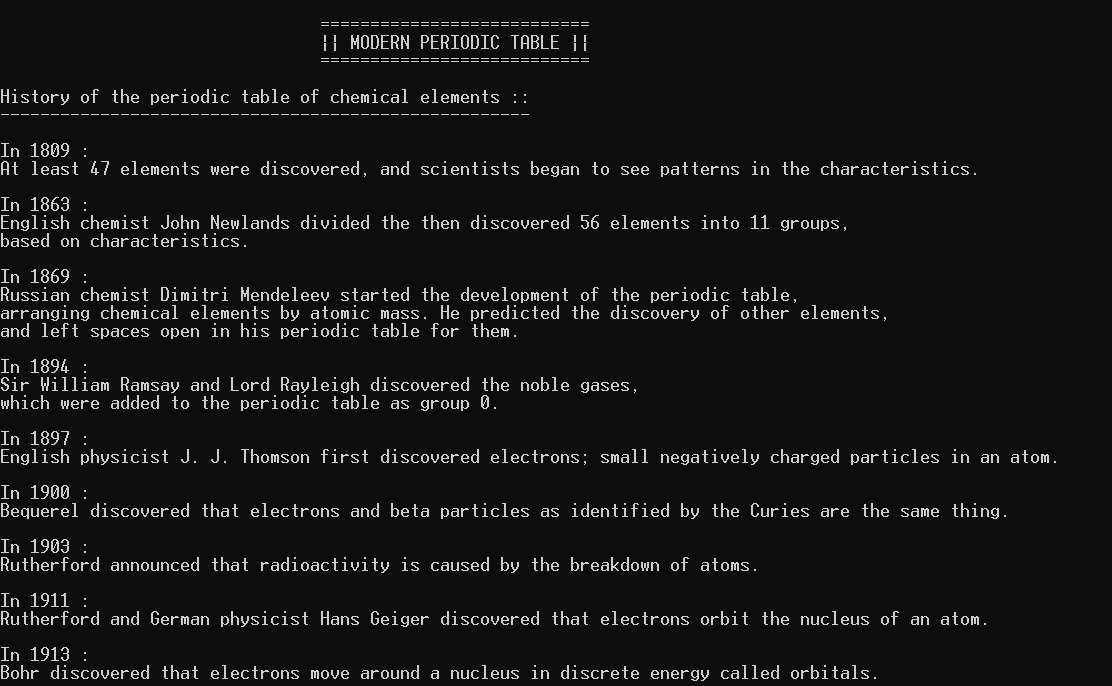 ===========================
|| MODERN PERIODIC TABLE ||
===========================
History of the periodic table of chemical elements ::
-----------------------------------------------------
In 1809 :
At least 47 elements were discovered, and scientists began to see patterns in the characteristics.
In 1863 :
English chemist John Newlands divided the then discovered 56 elements into 11 groups,
based on characteristics.
In 1869 :
Russian chemist Dimitri Mendeleev started the development of the periodic table,
arranging chemical elements by atomic mass. He predicted the discovery of other elements,
and left spaces open in his periodic table for them.
In 1894 :
Sir William Ramsay and Lord Rayleigh discovered the noble gases,
which were added to the periodic table as group 0.
In 1897 :
English physicist J. J. Thomson first discovered electrons; small negatively charged particles in an atom.
In 1900 :
Bequerel discovered that electrons and beta particles as identified by the Curies are the same thing.
In 1903 :
Rutherford announced that radioactivity is caused by the breakdown of atoms.
In 1911 :
Rutherford and German physicist Hans Geiger discovered that electrons orbit the nucleus of an atom.
In 1913 :
Bohr discovered that electrons move around a nucleus in discrete energy called orbitals.